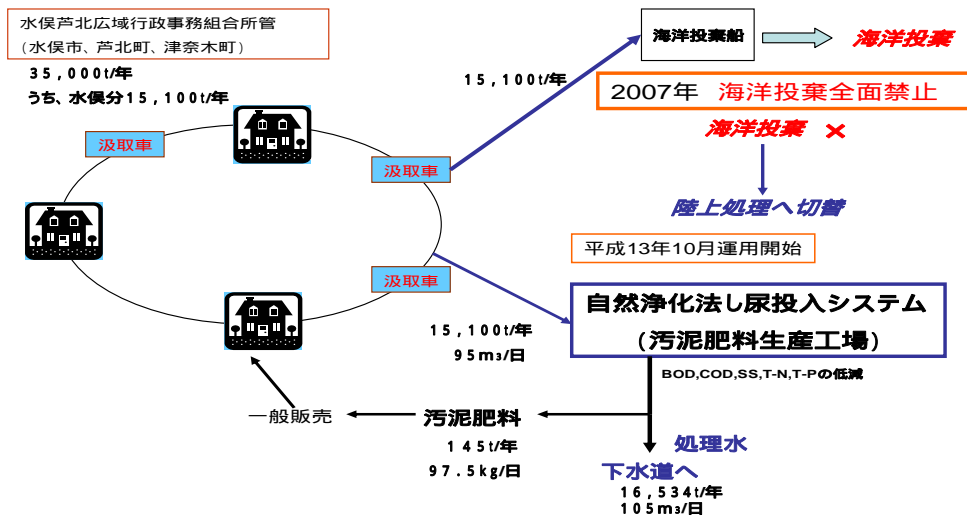 水俣芦北広域行政事務組合所管
(水俣市、芦北町、津奈木町)
35,000t/年
うち、水俣分15,100t/年
汲取車
汲取車
汲取車
15,100t/年
海洋投棄船
海洋投棄
2007年 海洋投棄全面禁止
海洋投棄 ×
陸上処理へ切替
平成13年10月運用開始
自然浄化法し尿投入システム
(汚泥肥料生産工場)
15,100t/年
95m3/日
BOD,COD,SS,T-N,T-Pの低減
一般販売
汚泥肥料
145t/年
97.5kg/日
処理水
下水道へ
16,534t/年
105m3/日